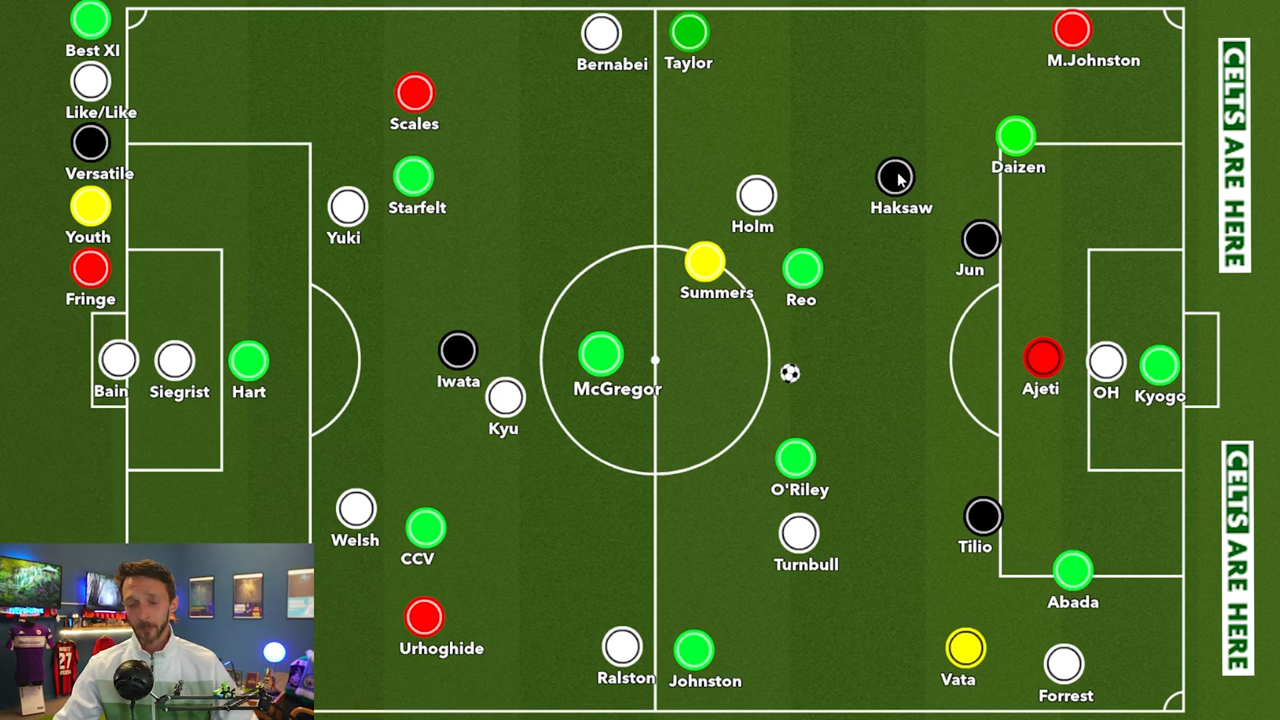 Best XI
Like/Like
Versatile
Youth
Fringe
Bernabei
Taylor
M.Johnston
Scales
Starfelt
Yuki
Daizen
Haksaw
Holm
Jun
Summers
Reo
Bain
Siegrist
Hart
Iwata
Kyu
McGregor
Ajeti
OH
Kyogo
O'Riley
Turnbull
Welsh
CCV
Tilio
Abada
Urhoghide
Ralston
Johnston
Vata
Forrest
CELTS ARE HERE
CELTS ARE HERE
27